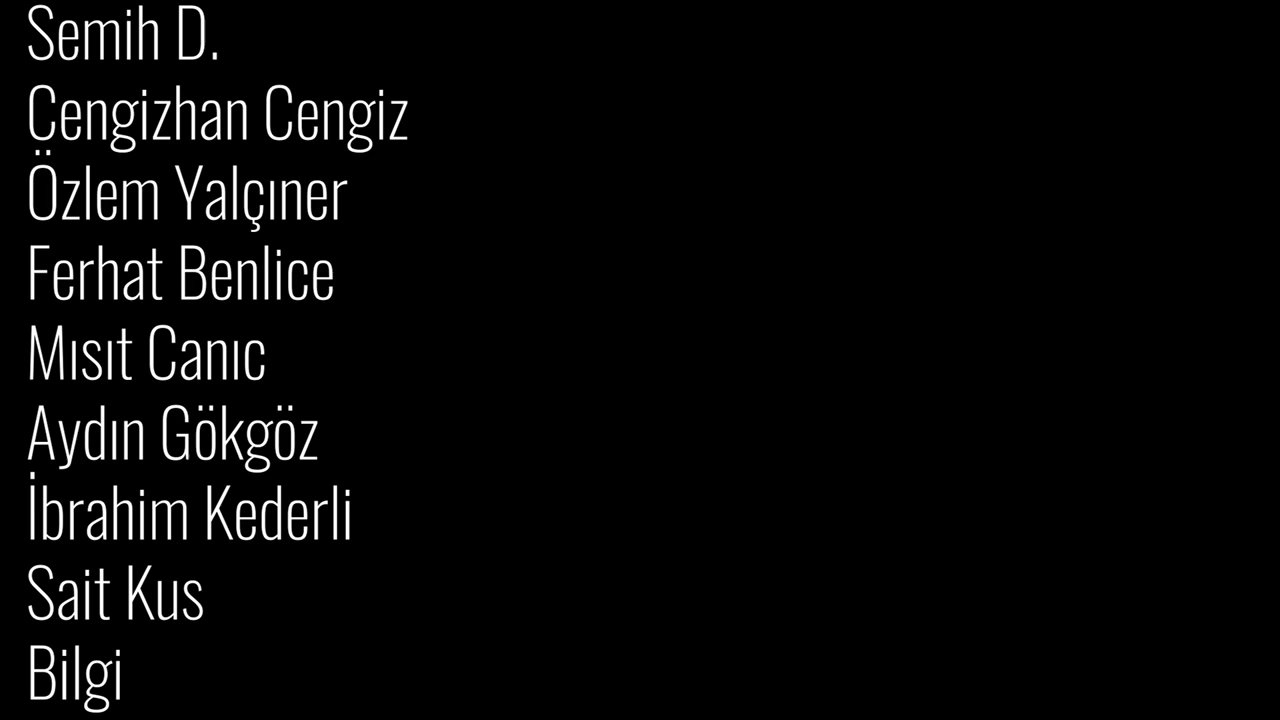 Semih D.
Cengizhan Cengiz
Özlem Yalçıner
Ferhat Benlice
Mısıt Canıc
Aydın Gökgöz
İbrahim Kederli
Sait Kus
Bilgi